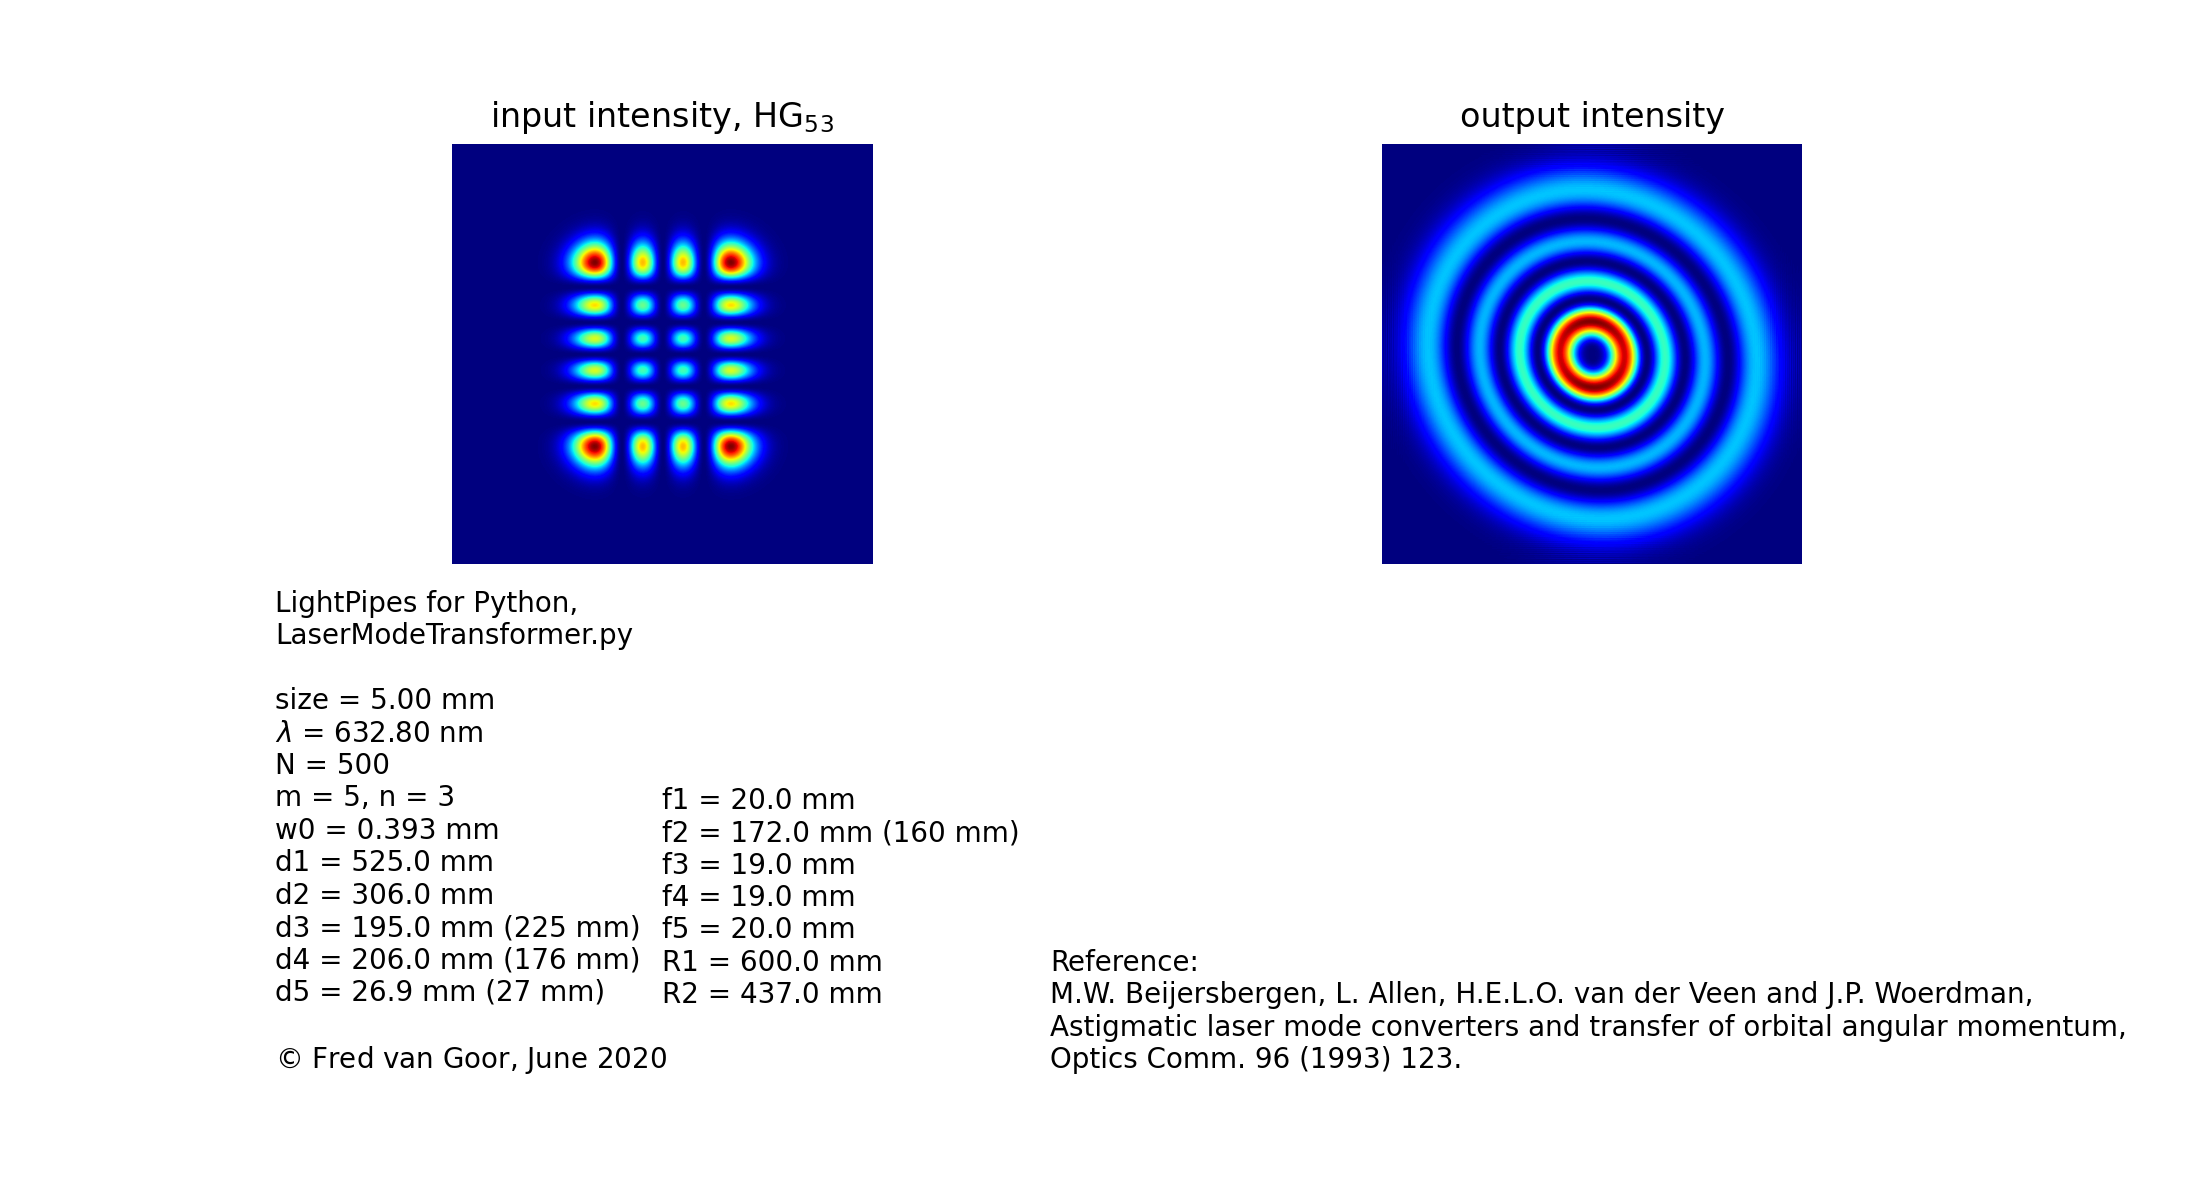 input intensity, HG₅₃
output intensity
LightPipes for Python,
LaserModeTransformer.py
size = 5.00 mm
λ = 632.80 nm
N = 500
m = 5, n = 3
w0 = 0.393 mm
d1 = 525.0 mm
d2 = 306.0 mm
d3 = 195.0 mm (225 mm)
d4 = 206.0 mm (176 mm)
d5 = 26.9 mm (27 mm)
© Fred van Goor, June 2020
f1 = 20.0 mm
f2 = 172.0 mm (160 mm)
f3 = 19.0 mm
f4 = 19.0 mm
f5 = 20.0 mm
R1 = 600.0 mm
R2 = 437.0 mm
Reference:
M.W. Beijersbergen, L. Allen, H.E.L.O. van der Veen and J.P. Woerdman,
Astigmatic laser mode converters and transfer of orbital angular momentum,
Optics Comm. 96 (1993) 123.